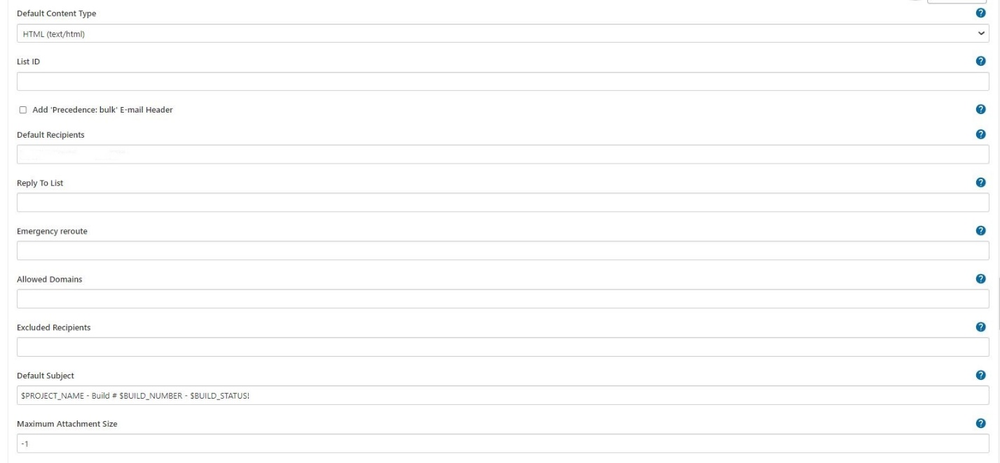 Default Content Type
HTML (text/html)
List ID
Add 'Precedence: bulk' E-mail Header
Default Recipients
Reply To List
Emergency reroute
Allowed Domains
Excluded Recipients
Default Subject
$PROJECT_NAME - Build # $BUILD_NUMBER - $BUILD_STATUS!
Maximum Attachment Size
-1